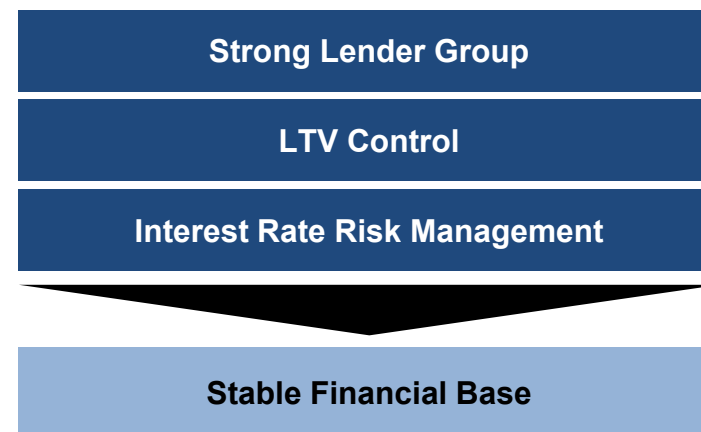 Strong Lender Group
LTV Control
Interest Rate Risk Management
Stable Financial Base